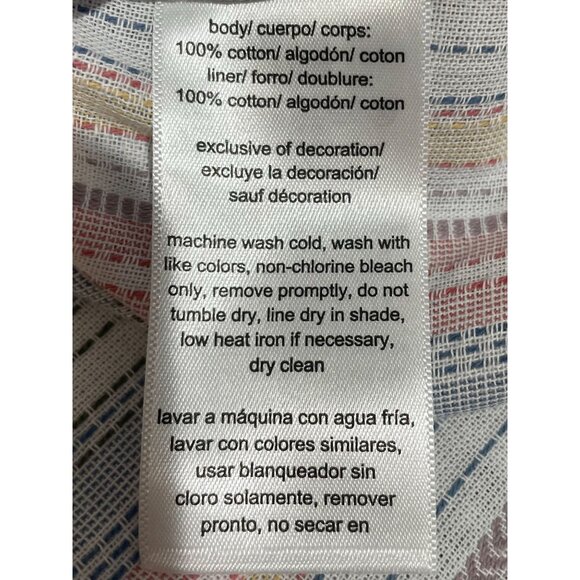 body/ cuerpo/ corps:
100% cotton/ algodón/ coton
liner/ forro/ doublure:
100% cotton/ algodón/ coton
exclusive of decoration/
excluye la decoración/
sauf décoration
machine wash cold, wash with
like colors, non-chlorine bleach
only, remove promptly, do not
tumble dry, line dry in shade,
low heat iron if necessary,
dry clean
lavar a máquina con agua fría,
lavar con colores similares,
usar blanqueador sin
cloro solamente, remover
pronto, no secar en